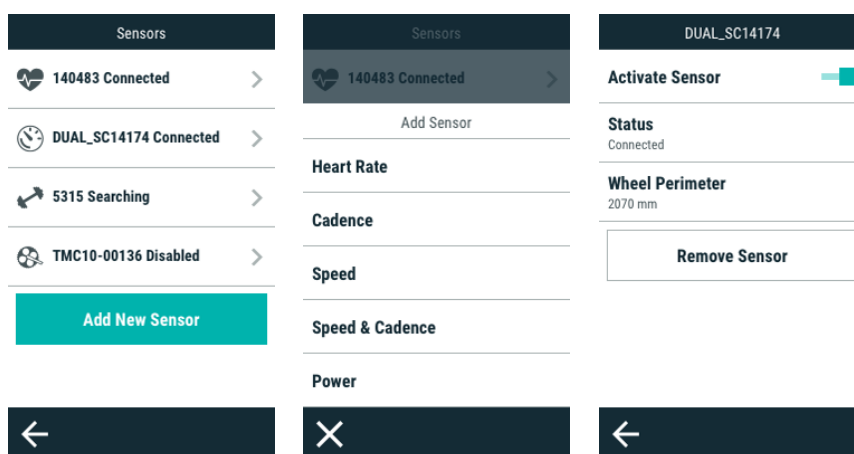 Sensors
140483 Connected
DUAL_SC14174 Connected
5315 Searching
TMC10-00136 Disabled
Add New Sensor
Sensors
140483 Connected
Add Sensor
Heart Rate
Cadence
Speed
Speed & Cadence
Power
DUAL_SC14174
Activate Sensor
Status
Connected
Wheel Perimeter
2070 mm
Remove Sensor